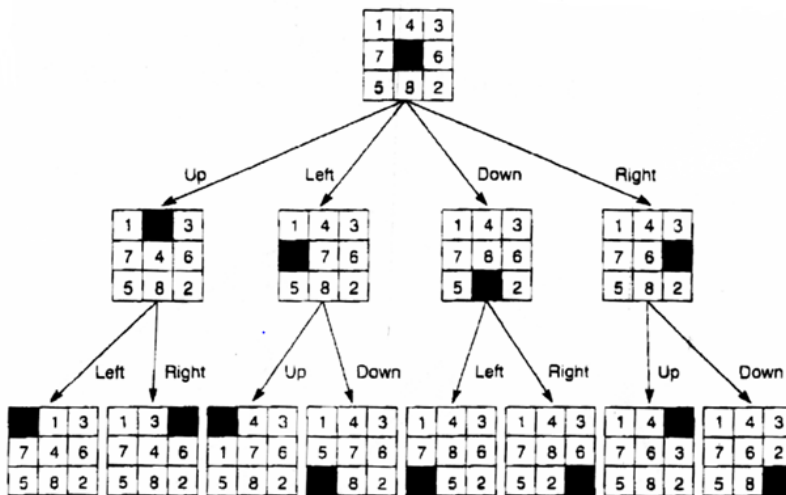 1 4 3
7 6
5 8 2
Up Left Down Right
1 3 1 4 3 1 4 3 1 4 3
7 4 6 7 6 7 8 6 7 6
5 8 2 5 8 2 5 2 5 8 2
Left Right Up Down Left Right Up Down
1 3 1 3 4 3 1 4 3 1 4 3 1 4 3 1 4 1 4 3
7 4 6 7 4 6 1 7 6 5 7 6 7 8 6 7 8 6 7 6 3 7 6 2
5 8 2 5 8 2 5 8 2 8 2 5 2 5 2 5 8 2 5 8